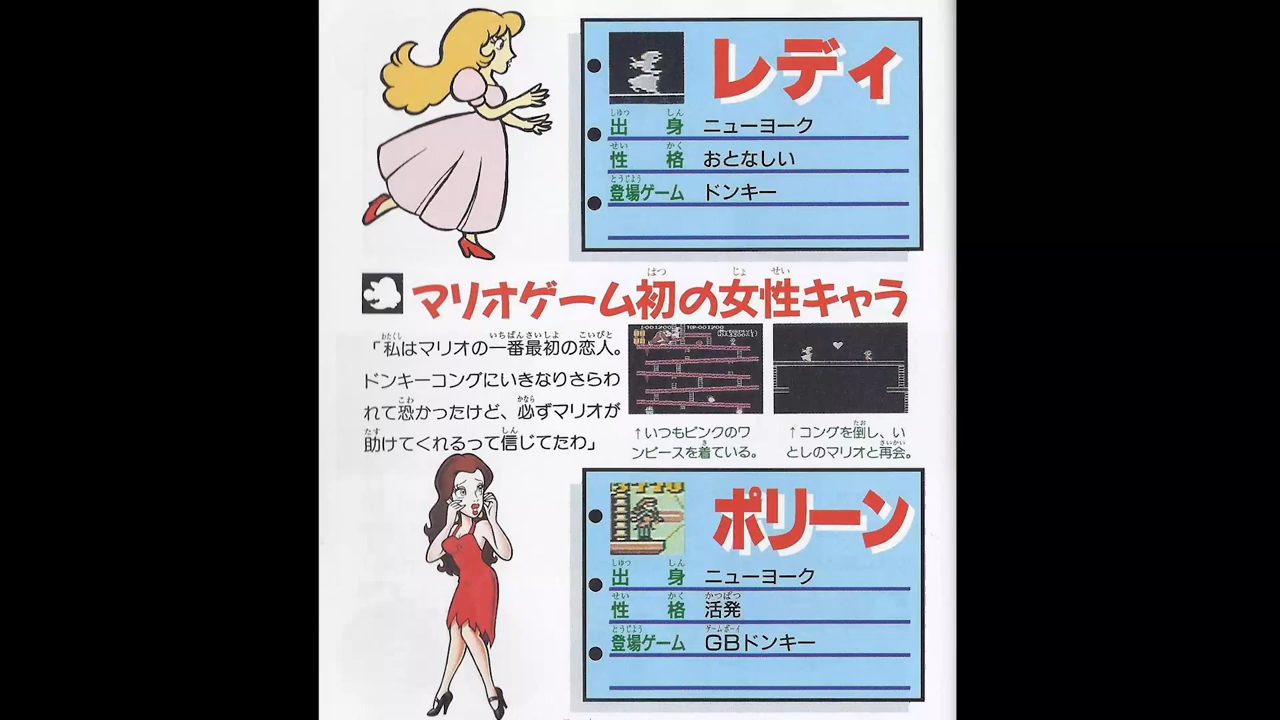 レディ
出身 ニューヨーク
性格 おとなしい
登場ゲーム ドンキー
マリオゲーム初の女性キャラ
「私はマリオの一番最初の恋人。
ドンキーコングにいきなりさらわ
れて恐かったけど、必ずマリオが
助けてくれるって信じてたわ」
↑いつもピンクのワ
ンピースを着ている。
↑コングを倒し、い
としのマリオと再会。
ポリーン
出身 ニューヨーク
性格 活発
登場ゲーム GBドンキー